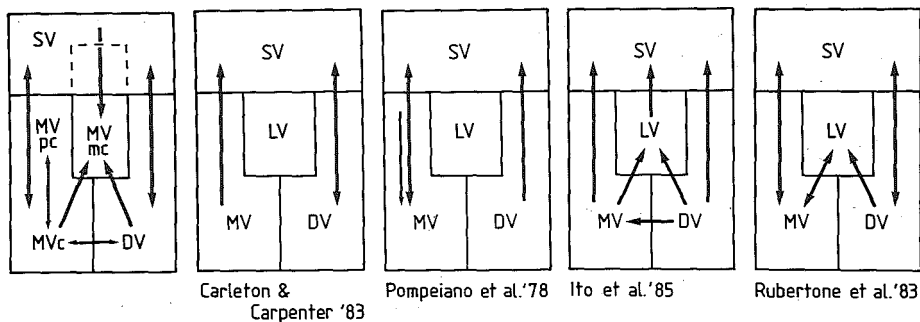 SV
MV
pc
MV
mc
MVc
DV
SV
LV
MV
DV
Carleton &
Carpenter '83
SV
LV
MV
DV
Pompeiano et al.'78
SV
LV
MV
DV
Ito et al.'85
SV
LV
MV
DV
Rubertone et al.'83